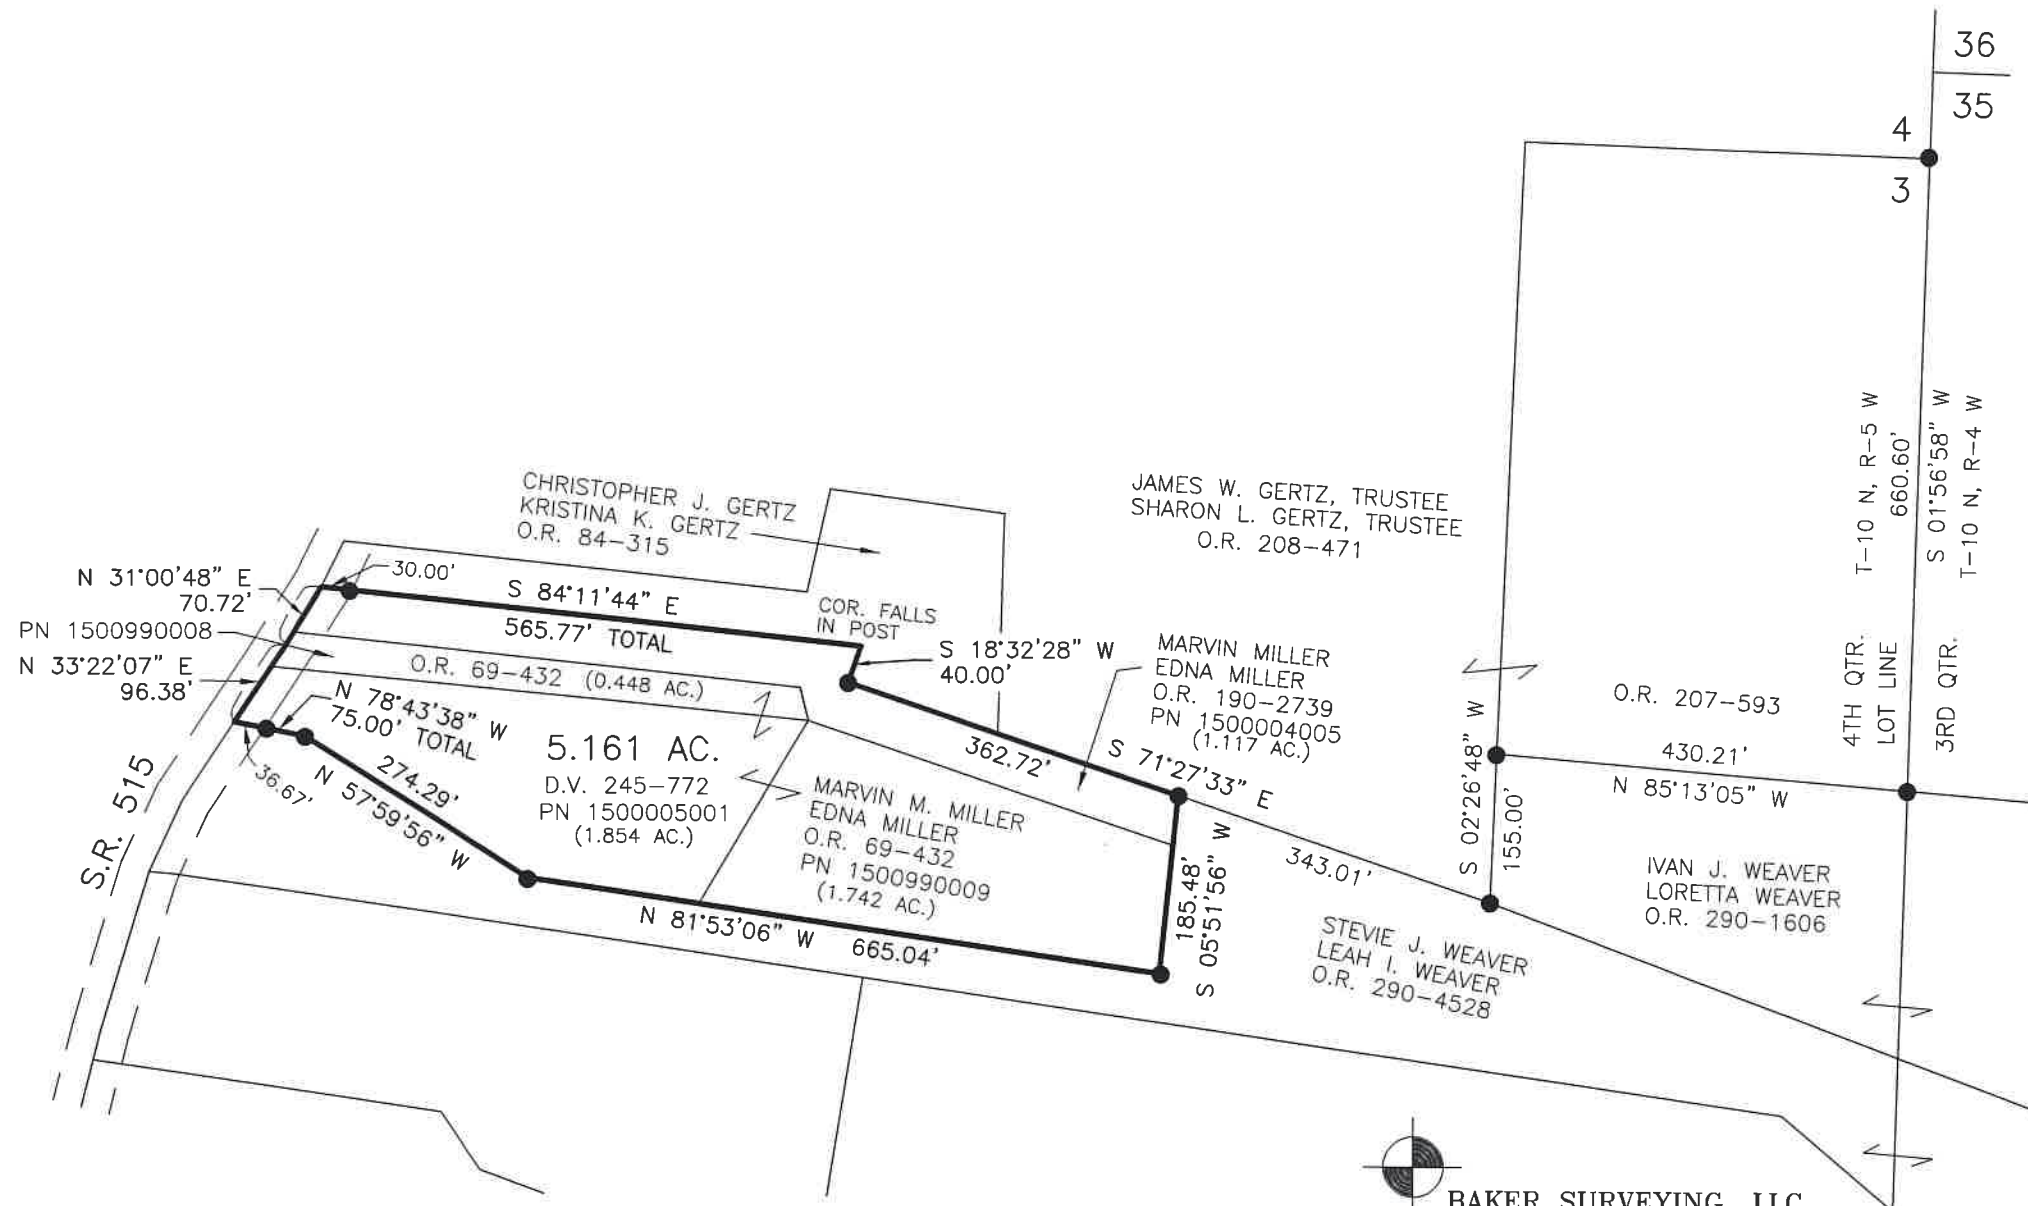 36
35
4
3
T-10 N, R-5 W
660.60'
S 01°56'58" W
T-10 N, R-4 W
4TH QTR.
LOT LINE
3RD QTR.
CHRISTOPHER J. GERTZ
KRISTINA K. GERTZ
O.R. 84-315
JAMES W. GERTZ, TRUSTEE
SHARON L. GERTZ, TRUSTEE
O.R. 208-471
N 31°00'48" E
70.72'
30.00'
S 84°11'44" E
565.77' TOTAL
COR. FALLS
IN POST
S 18°32'28" W
40.00'
PN 1500990008
N 33°22'07" E
96.38'
O.R. 69-432 (0.448 AC.)
MARVIN MILLER
EDNA MILLER
O.R. 190-2739
PN 1500004005
(1.117 AC.)
O.R. 207-593
N 78°43'38" W
75.00' TOTAL
36.67'
274.29'
N 57°59'56" W
5.161 AC.
D.V. 245-772
PN 1500005001
(1.854 AC.)
362.72'
S 71°27'33" E
S 02°26'48" W
155.00'
430.21'
N 85°13'05" W
MARVIN M. MILLER
EDNA MILLER
O.R. 69-432
PN 1500990009
(1.742 AC.)
185.48'
S 05°51'56" W
343.01'
S.R. 515
N 81°53'06" W 665.04'
IVAN J. WEAVER
LORETTA WEAVER
O.R. 290-1606
STEVIE J. WEAVER
LEAH I. WEAVER
O.R. 290-4528
BAKER SURVEYING, LLC